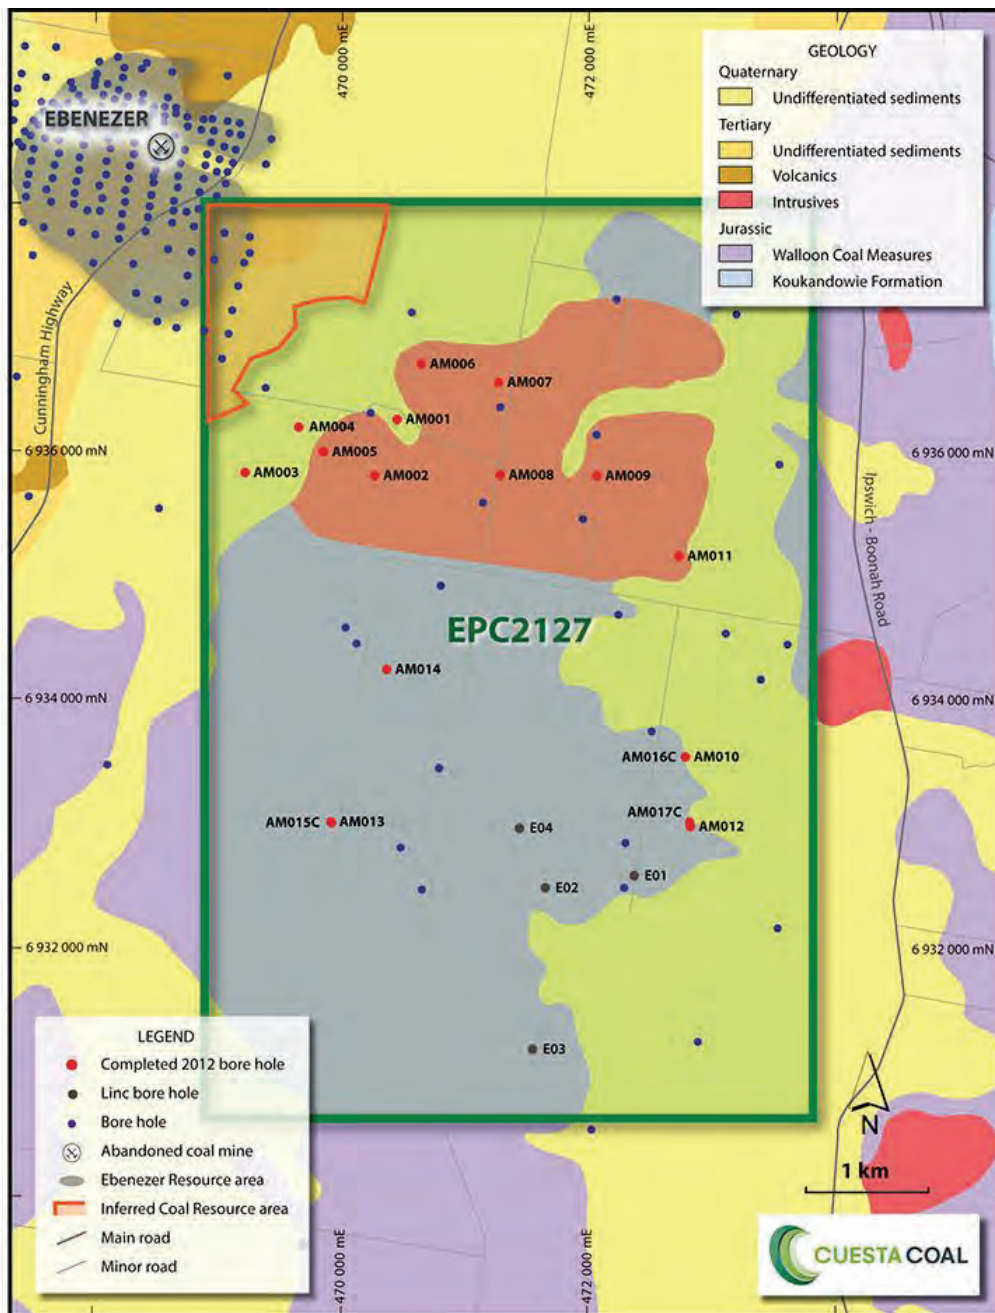 470 000 mE
472 000 mE
GEOLOGY
Quaternary
Undifferentiated sediments
Tertiary
Undifferentiated sediments
Volcanics
Intrusives
Jurassic
Walloon Coal Measures
Koukandowie Formation
EBENEZER
Cunningham Highway
AM006
AM007
AM001
AM004
6 936 000 mN
AM005
6 936 000 mN
AM003
AM002
AM008
AM009
Ipswich - Boonah Road
AM011
EPC2127
AM014
6 934 000 mN
6 934 000 mN
AM016C
AM010
AM017C
AM015C
AM013
E04
AM012
E01
E02
6 932 000 mN
6 932 000 mN
E03
LEGEND
Completed 2012 bore hole
Linc bore hole
Bore hole
Abandoned coal mine
Ebenezer Resource area
Inferred Coal Resource area
Main road
Minor road
N
1 km
470 000 mE
472 000 mE
CUESTA COAL